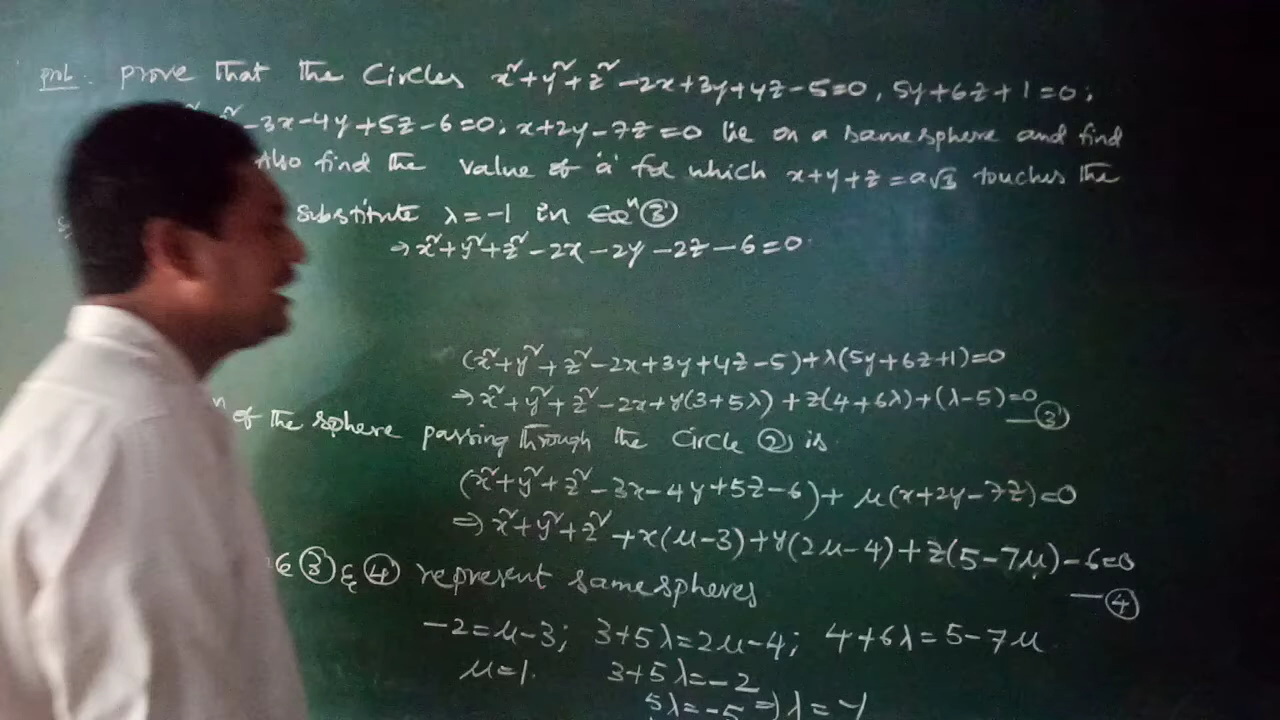 prob. prove that the Circles x²+y²+z²-2x+3y+4z-5=0, 5y+6z+1=0;
-3x-4y+5z-6=0; x+2y-7z=0 lie on a same sphere and find
Also find the value of 'a' for which x+y+z=a√3 touches the
substitute λ=-1 in Eqⁿ ③
⇒ x²+y²+z²-2x-2y-2z-6=0
(x²+y²+z²-2x+3y+4z-5)+λ(5y+6z+1)=0
⇒ x²+y²+z²-2x+y(3+5λ)+z(4+6λ)+(λ-5)=0
—③
of the sphere passing through the Circle ② is
(x²+y²+z²-3x-4y+5z-6)+μ(x+2y-7z)=0
⇒ x²+y²+z²+x(μ-3)+y(2μ-4)+z(5-7μ)-6=0
—④
③ & ④ represent same spheres
-2=μ-3; 3+5λ=2μ-4; 4+6λ=5-7μ
μ=1. 3+5λ=-2
5λ=-5 ⇒ λ=-1